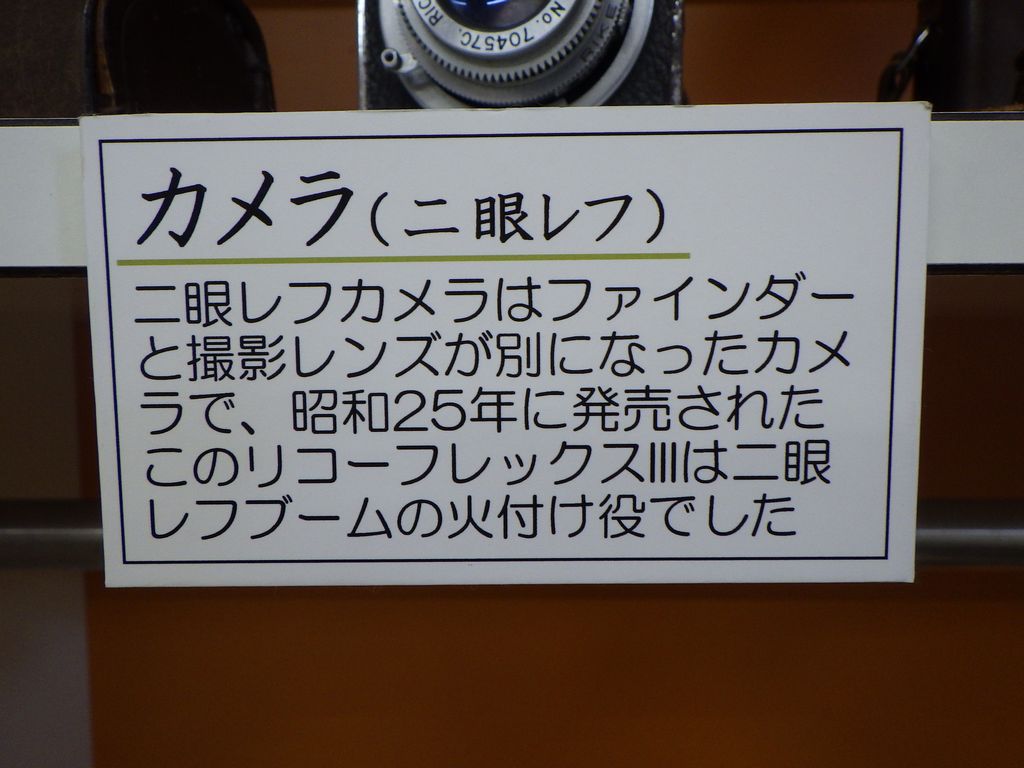 RIC
No. 70457C.
カメラ(二眼レフ)
二眼レフカメラはファインダー
と撮影レンズが別になったカメ
ラで、昭和25年に発売された
このリコーフレックスIIIは二眼
レフブームの火付け役でした